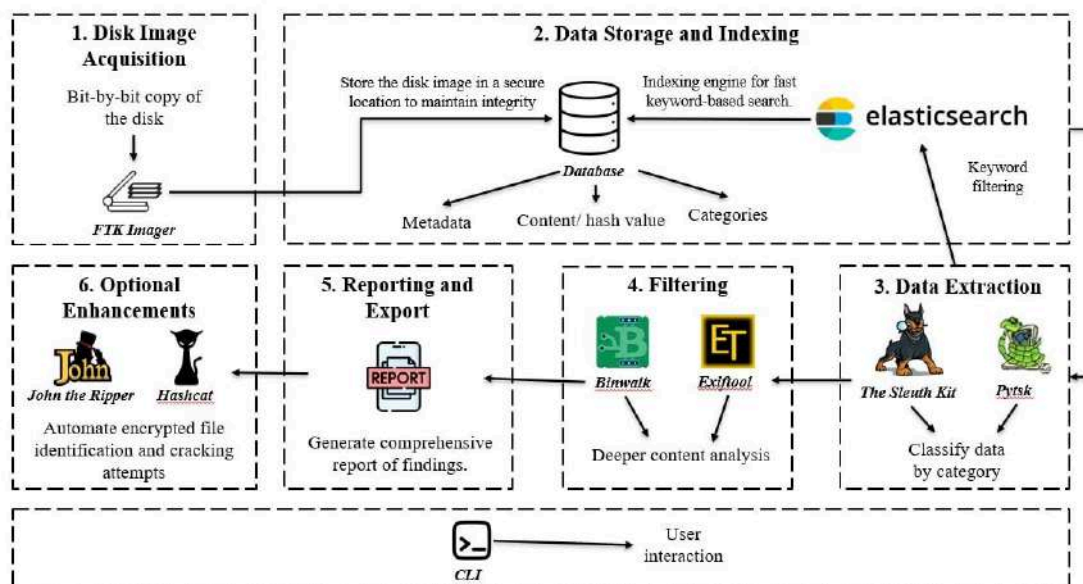 1. Disk Image
Acquisition
Bit-by-bit copy of
the disk
FTK Imager
2. Data Storage and Indexing
Store the disk image in a secure
location to maintain integrity
Indexing engine for fast
keyword-based search.
elasticsearch
Database
Keyword
filtering
Metadata
Content/ hash value
Categories
3. Data Extraction
The Sleuth Kit
Pytsk
Classify data
by category
4. Filtering
B
ET
Binwalk
Exiftool
Deeper content analysis
5. Reporting and
Export
REPORT
Generate comprehensive
report of findings.
6. Optional
Enhancements
John
John the Ripper
Hashcat
Automate encrypted file
identification and cracking
attempts
CLI
User
interaction